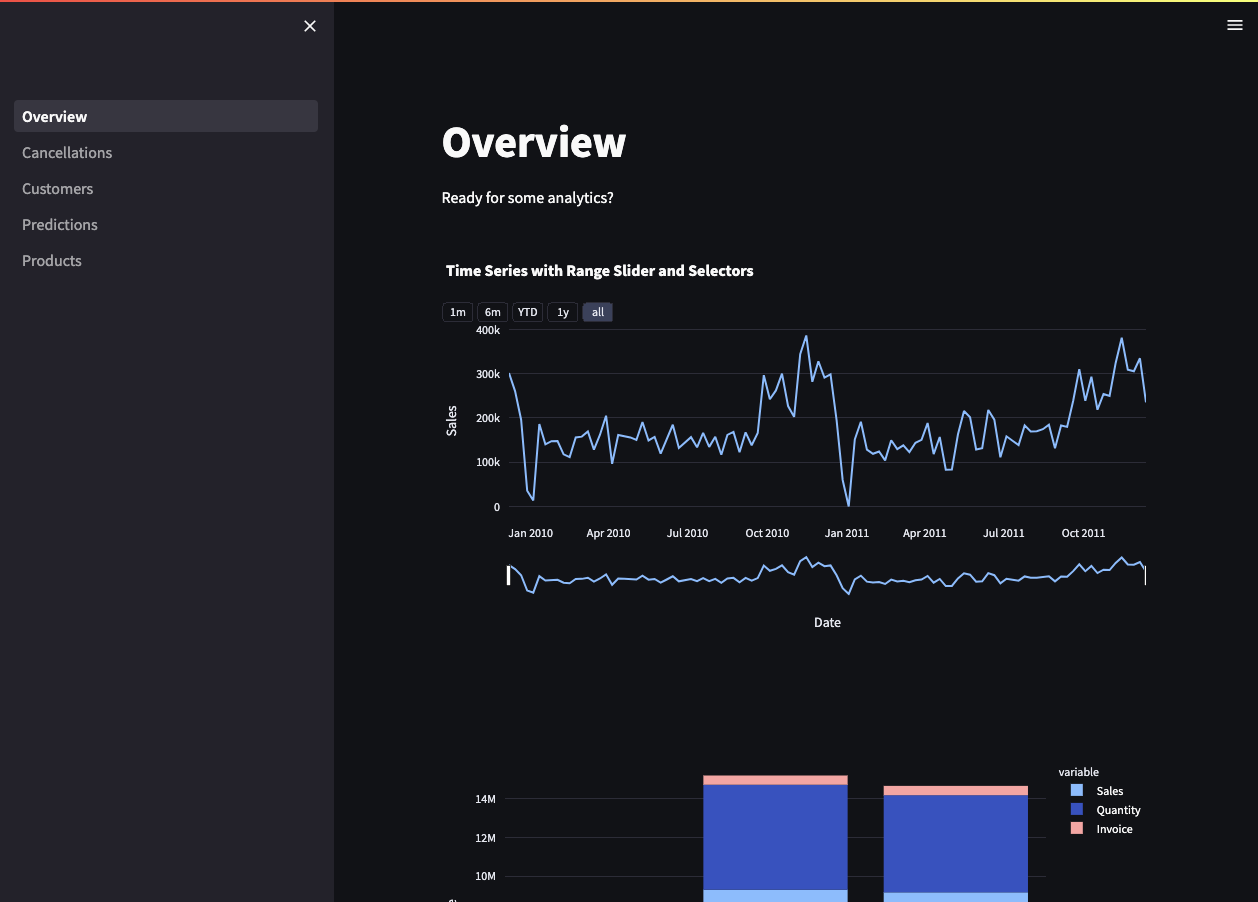 Overview
Cancellations
Customers
Predictions
Products
Overview
Ready for some analytics?
Time Series with Range Slider and Selectors
1m 6m YTD 1y all
400k
300k
200k
100k
0
Sales
Jan 2010 Apr 2010 Jul 2010 Oct 2010 Jan 2011 Apr 2011 Jul 2011 Oct 2011
Date
variable
Sales
Quantity
Invoice
14M
12M
10M